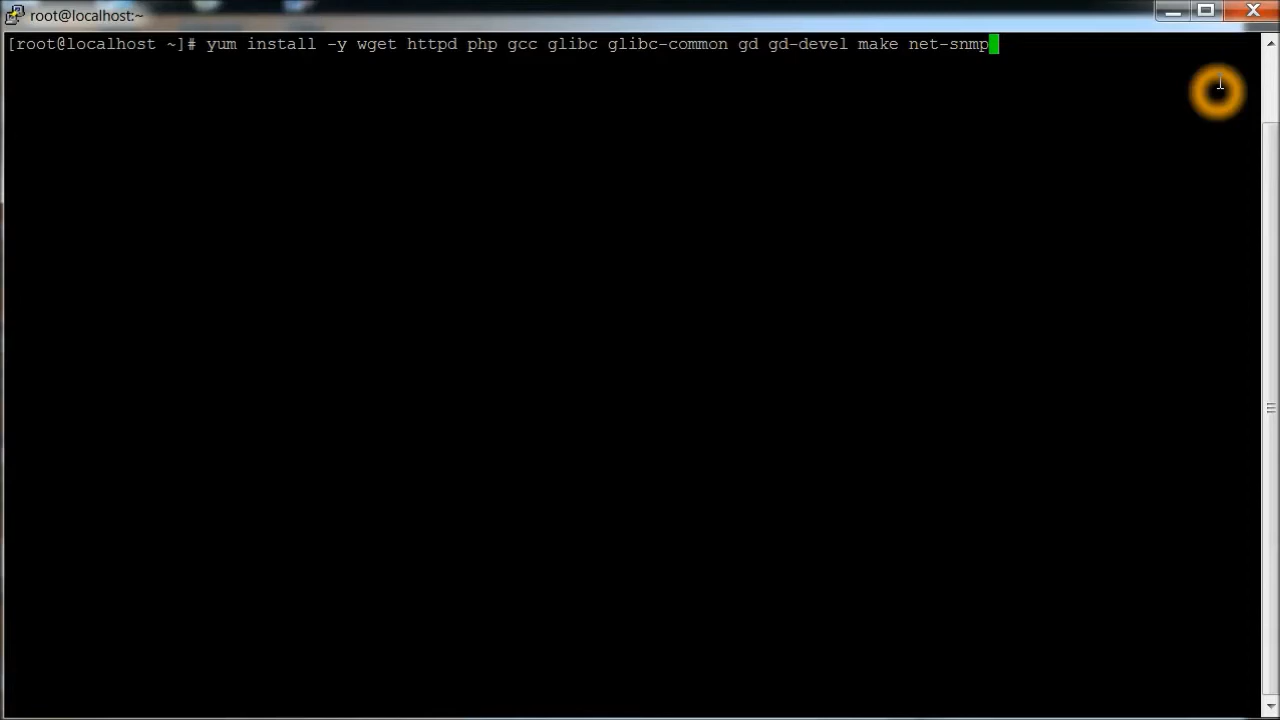 root@localhost:~
[root@localhost ~]# yum install -y wget httpd php gcc glibc glibc-common gd gd-devel make net-snmp